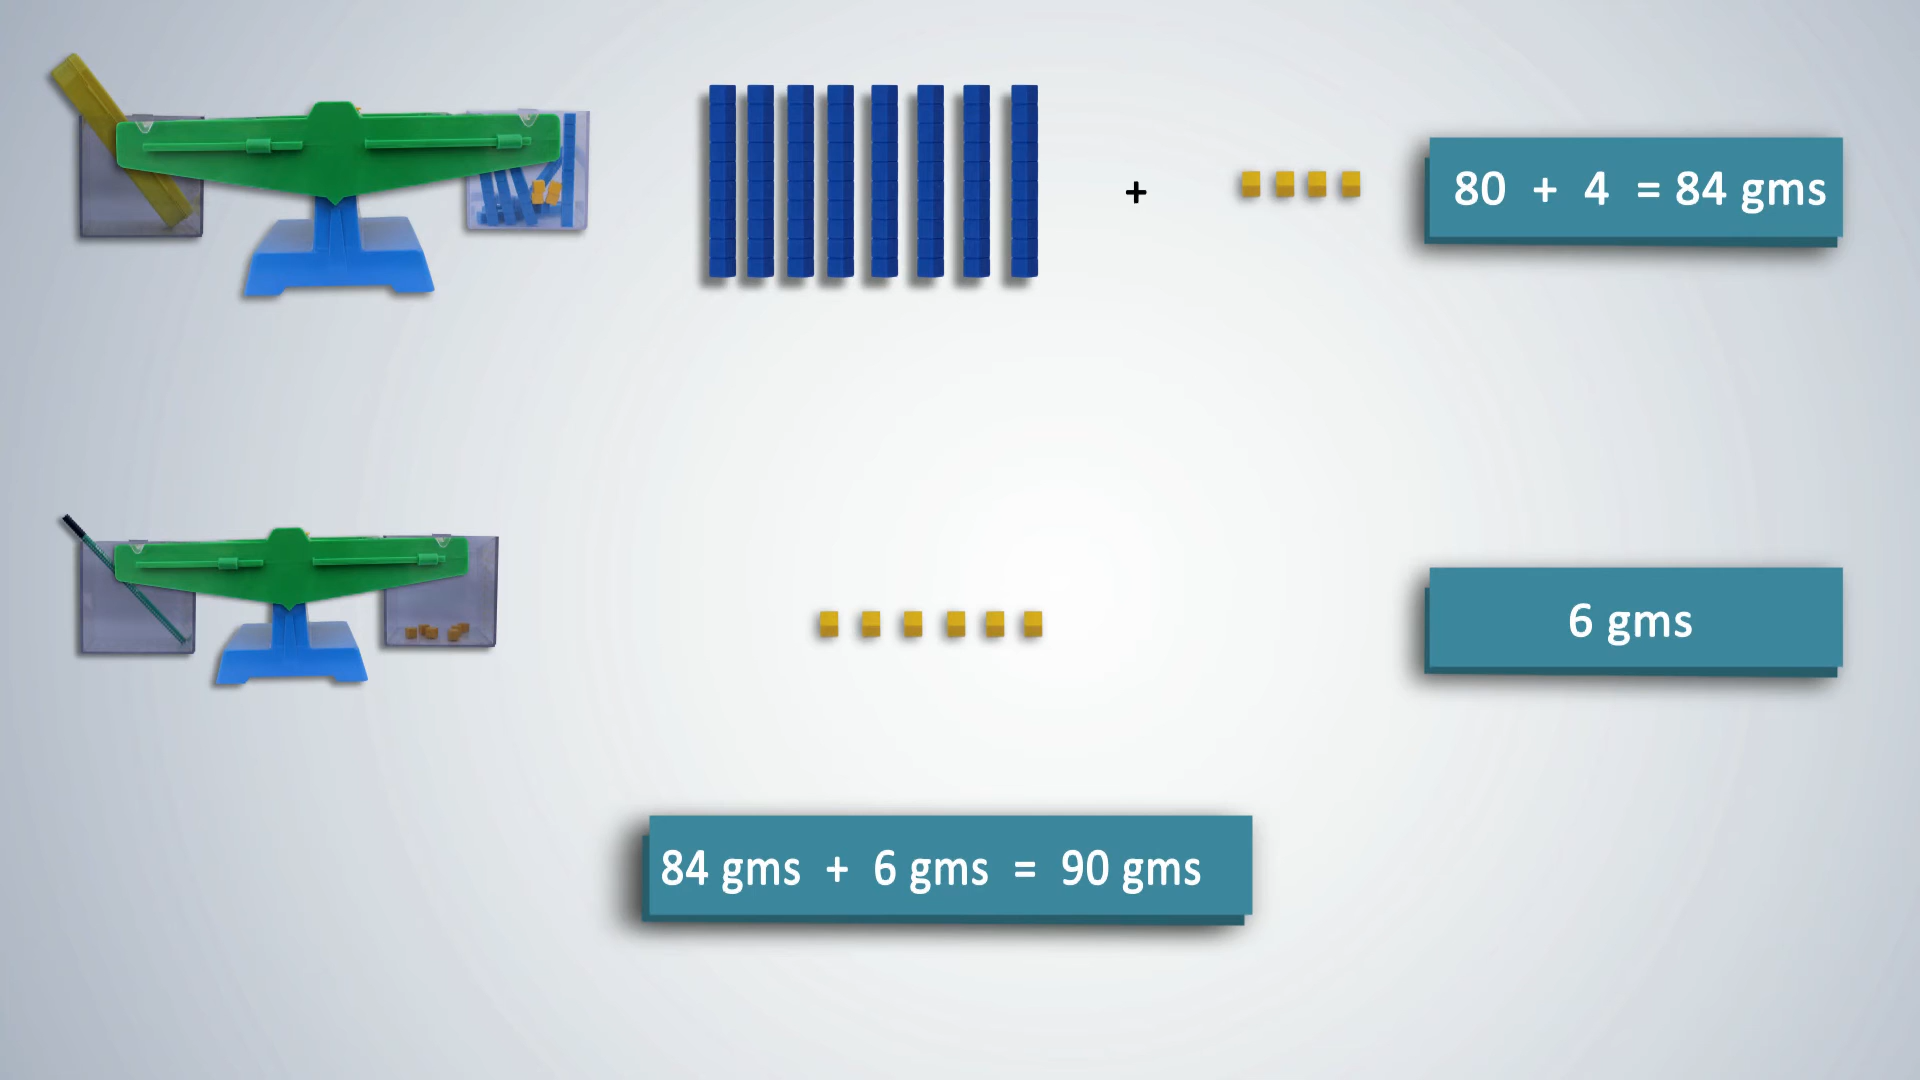 +
80 + 4 = 84 gms
6 gms
84 gms + 6 gms = 90 gms